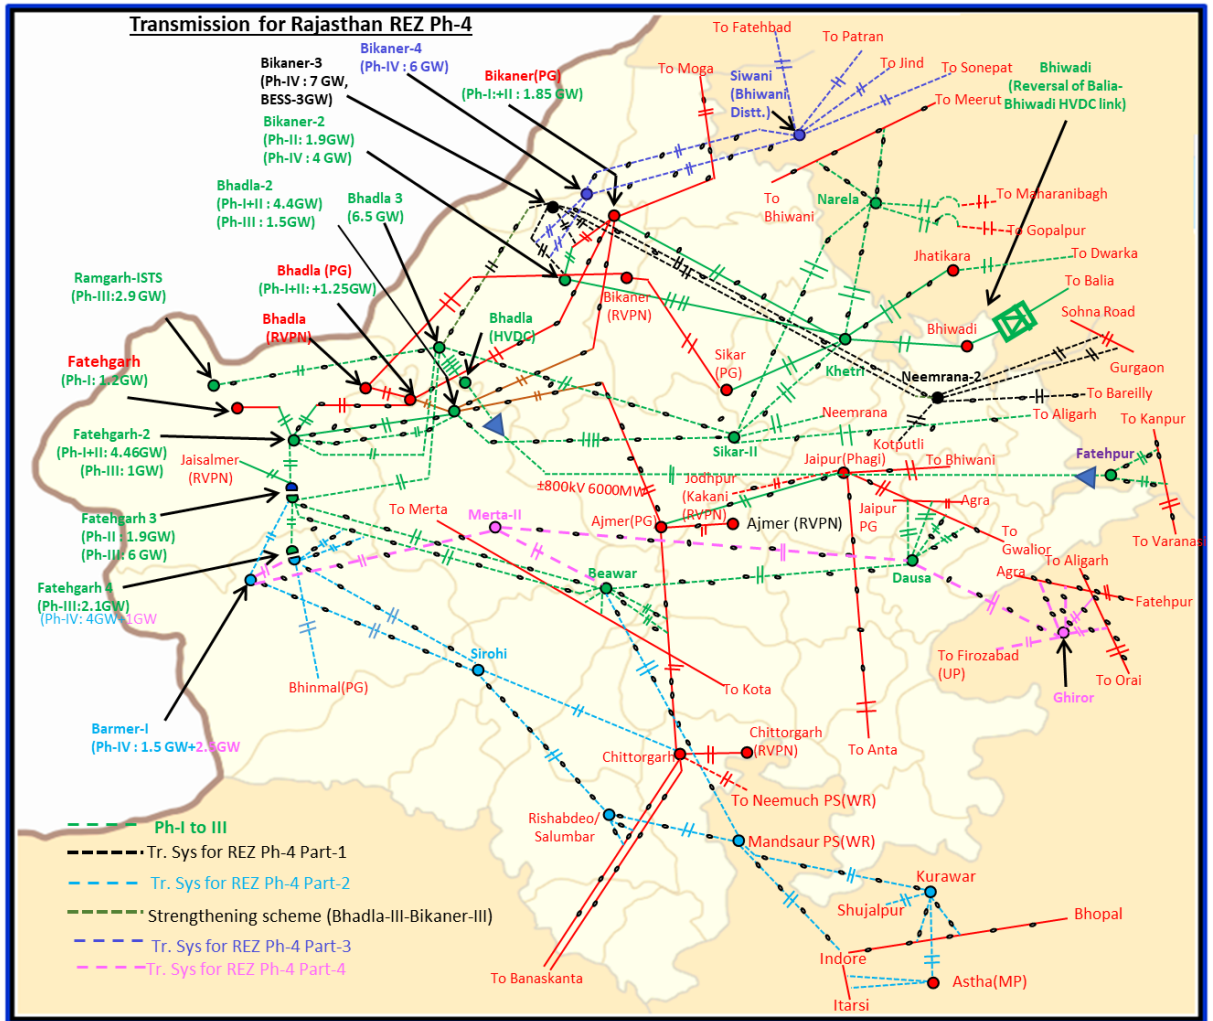 Transmission for Rajasthan REZ Ph-4
Bikaner-4
(Ph-IV : 6 GW)
Bikaner-3
(Ph-IV : 7 GW,
BESS-3GW)
Bikaner(PG)
(Ph-I:+II : 1.85 GW)
Bikaner-2
(Ph-II: 1.9GW)
(Ph-IV : 4 GW)
Bhadla-2
(Ph-I+II : 4.4GW)
(Ph-III : 1.5GW)
Bhadla 3
(6.5 GW)
To Fatehbad
To Patran
To Jind
To Sonepat
To Moga
Siwani
(Bhiwani
Distt.)
To Meerut
Bhiwadi
(Reversal of Balia-
Bhiwadi HVDC link)
To
Bhiwani
Narela
To Maharanibagh
To Gopalpur
Jhatikara
To Dwarka
To Balia
Bhiwadi
Sohna Road
Gurgaon
Ramgarh-ISTS
(Ph-III:2.9 GW)
Bhadla (PG)
(Ph-I+II: +1.25GW)
Bhadla
(RVPN)
Bhadla
(HVDC)
Bikaner
(RVPN)
Sikar
(PG)
Khetri
Neemrana-2
To Bareilly
Fatehgarh
(Ph-I: 1.2GW)
Neemrana
To Aligarh
To Kanpur
Fatehgarh-2
(Ph-I+II: 4.46GW)
(Ph-III: 1GW)
Sikar-II
Kotputli
Jaipur(Phagi)
To Bhiwani
Fatehpur
Jaisalmer
(RVPN)
±800kV 6000MW
Jodhpur
(Kakani
(RVPN)
Jaipur
PG
Agra
To
Gwalior
To Varanasi
Fatehgarh 3
(Ph-II : 1.9GW)
(Ph-III: 6 GW)
To Merta
Merta-II
Ajmer(PG)
Ajmer (RVPN)
To Aligarh
Agra
Fatehpur
Fatehgarh 4
(Ph-III:2.1GW)
(Ph-IV: 4GW+1GW
Beawar
Dausa
To Firozabad
(UP)
To Orai
Ghiror
Sirohi
Bhinmal(PG)
To Kota
Barmer-I
(Ph-IV : 1.5 GW+2.5GW
Chittorgarh
Chittorgarh
(RVPN)
To Anta
To Neemuch PS(WR)
Rishabdeo/
Salumbar
Mandsaur PS(WR)
Kurawar
Shujalpur
Bhopal
Indore
Astha(MP)
Itarsi
To Banaskanta
Ph-I to III
Tr. Sys for REZ Ph-4 Part-1
Tr. Sys for REZ Ph-4 Part-2
Strengthening scheme (Bhadla-III-Bikaner-III)
Tr. Sys for REZ Ph-4 Part-3
Tr. Sys for REZ Ph-4 Part-4